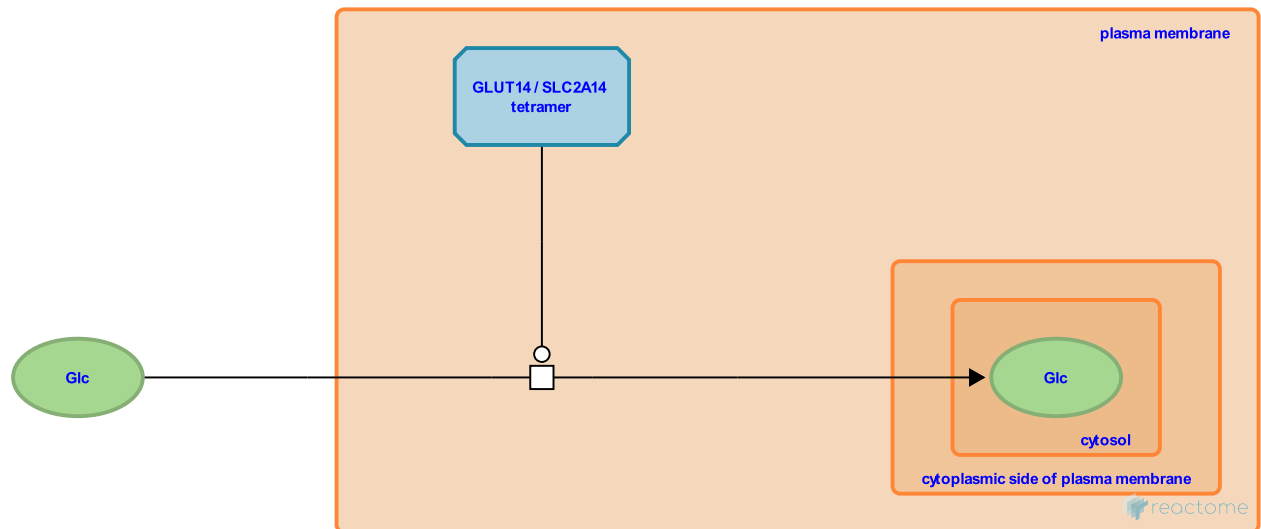 plasma membrane
GLUT14 / SLC2A14
tetramer
Glc
Glc
cytosol
cytoplasmic side of plasma membrane
reactome